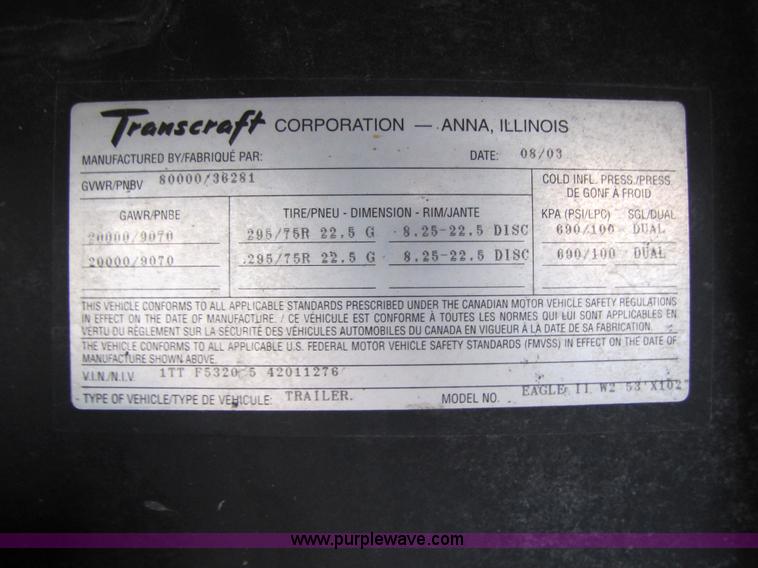 Transcraft CORPORATION — ANNA, ILLINOIS
MANUFACTURED BY/FABRIQUÉ PAR: DATE: 08/03
GVWR/PNBV 80000/36281 COLD INFL. PRESS./PRESS.
DE GONF À FROID
GAWR/PNBE TIRE/PNEU - DIMENSION - RIM/JANTE KPA (PSI/LPC) SGL/DUAL
20000/9070 295/75R 22.5 G 8.25-22.5 DISC 690/100 DUAL
20000/9070 295/75R 22.5 G 8.25-22.5 DISC 690/100 DUAL
THIS VEHICLE CONFORMS TO ALL APPLICABLE STANDARDS PRESCRIBED UNDER THE CANADIAN MOTOR VEHICLE SAFETY REGULATIONS
IN EFFECT ON THE DATE OF MANUFACTURE. / CE VÉHICULE EST CONFORME À TOUTES LES NORMES QUI LUI SONT APPLICABLES EN
VERTU DU RÈGLEMENT SUR LA SÉCURITÉ DES VÉHICULES AUTOMOBILES DU CANADA EN VIGUEUR À LA DATE DE SA FABRICATION.
THE VEHICLE CONFORMS TO ALL APPLICABLE U.S. FEDERAL MOTOR VEHICLE SAFETY STANDARDS (FMVSS) IN EFFECT ON THE DATE OF
MANUFACTURE SHOWN ABOVE.
V.I.N./N.I.V. 1TT F5320 5 42011276
TYPE OF VEHICLE/TYPE DE VÉHICULE: TRAILER. MODEL NO. EAGLE II W2 53'X102"
www.purplewave.com